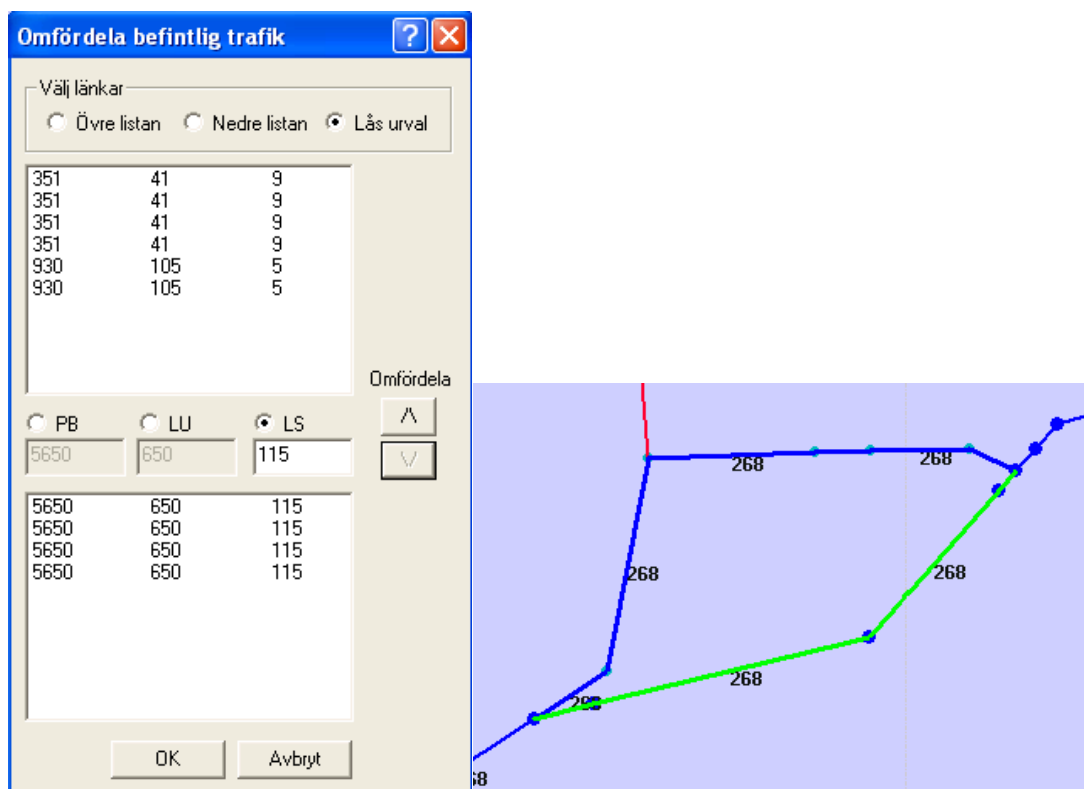 Omfördela befintlig trafik
Välj länkar
Övre listan Nedre listan Lås urval
351 41 9
351 41 9
351 41 9
351 41 9
930 105 5
930 105 5
Omfördela
PB LU LS
5650 650 115
5650 650 115
5650 650 115
5650 650 115
5650 650 115
OK Avbryt
268 268
268 268
268